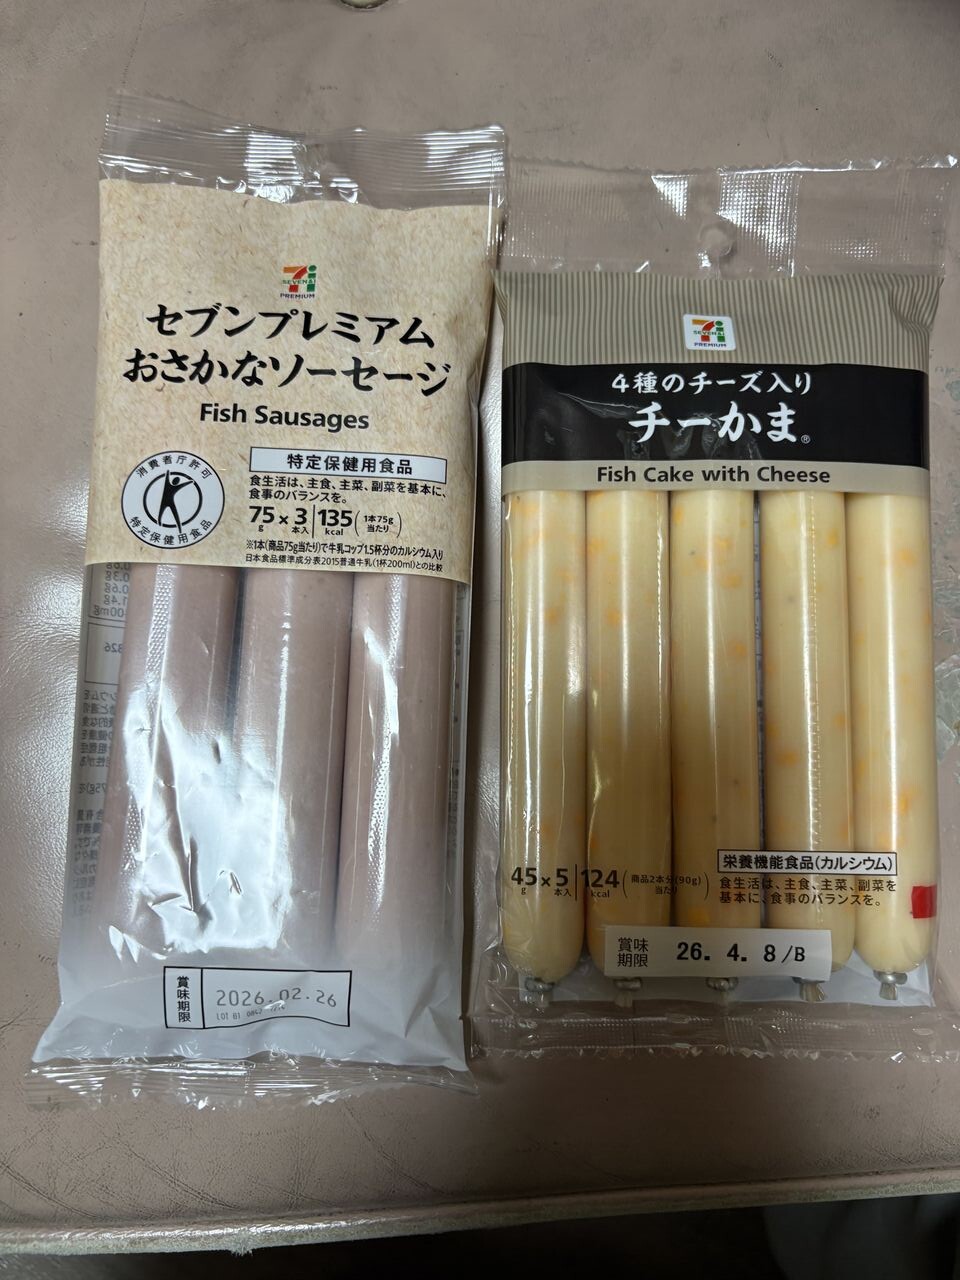 SEVEN&i
PREMIUM
セブンプレミアム
おさかなソーセージ
Fish Sausages
消費者庁許可
特定保健用食品
特定保健用食品
食生活は、主食、主菜、副菜を基本に、
食事のバランスを。
75g×3本入 135kcal(1本75g当たり)
※1本(商品75g当たり)で牛乳コップ1.5杯分のカルシウム入り
日本食品標準成分表2015普通牛乳(1杯200ml)との比較
賞味期限
2026.02.26
SEVEN&i
PREMIUM
4種のチーズ入り
チーかま®
Fish Cake with Cheese
45g×5本入 124kcal(商品2本分(90g)当たり)
栄養機能食品(カルシウム)
食生活は、主食、主菜、副菜を
基本に、食事のバランスを。
賞味期限
26. 4. 8/B